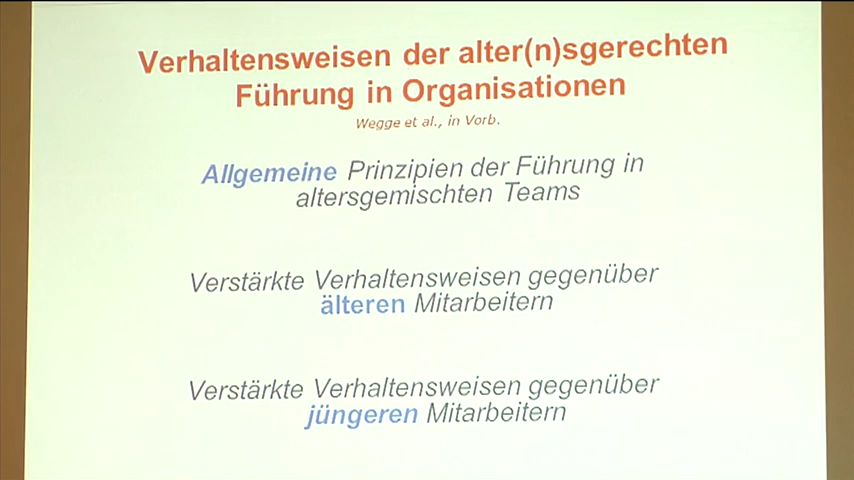 Verhaltensweisen der alter(n)sgerechten
Führung in Organisationen
Wegge et al., in Vorb.
Allgemeine Prinzipien der Führung in
altersgemischten Teams
Verstärkte Verhaltensweisen gegenüber
älteren Mitarbeitern
Verstärkte Verhaltensweisen gegenüber
jüngeren Mitarbeitern